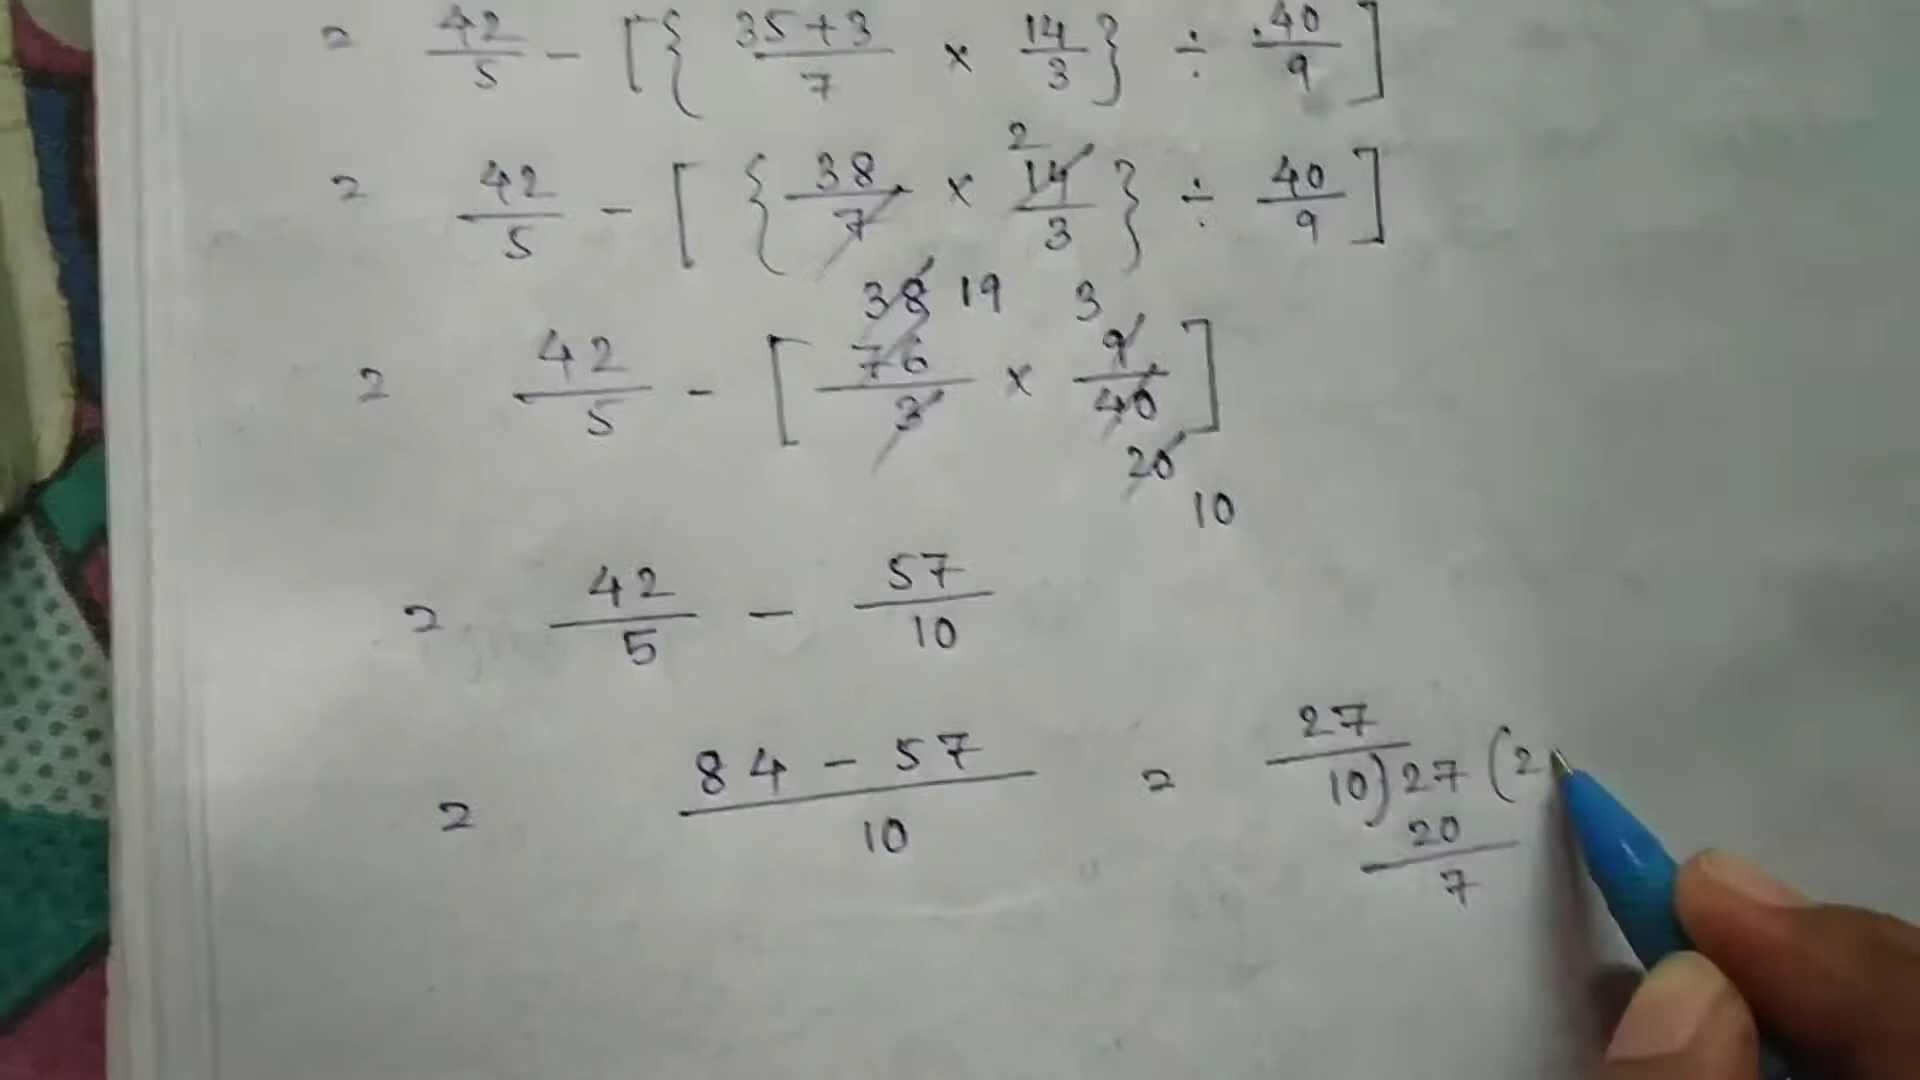 = 42/5 - [{ 35+3/7 × 14/3 } ÷ 40/9 ]
2
= 42/5 - [ { 38/7 × 14/3 } ÷ 40/9 ]
38 19 3
= 42/5 - [ 76/3 × 9/40 ]
20
10
= 42/5 - 57/10
= 84 - 57/10 = 27/10) 27 (2
20
7